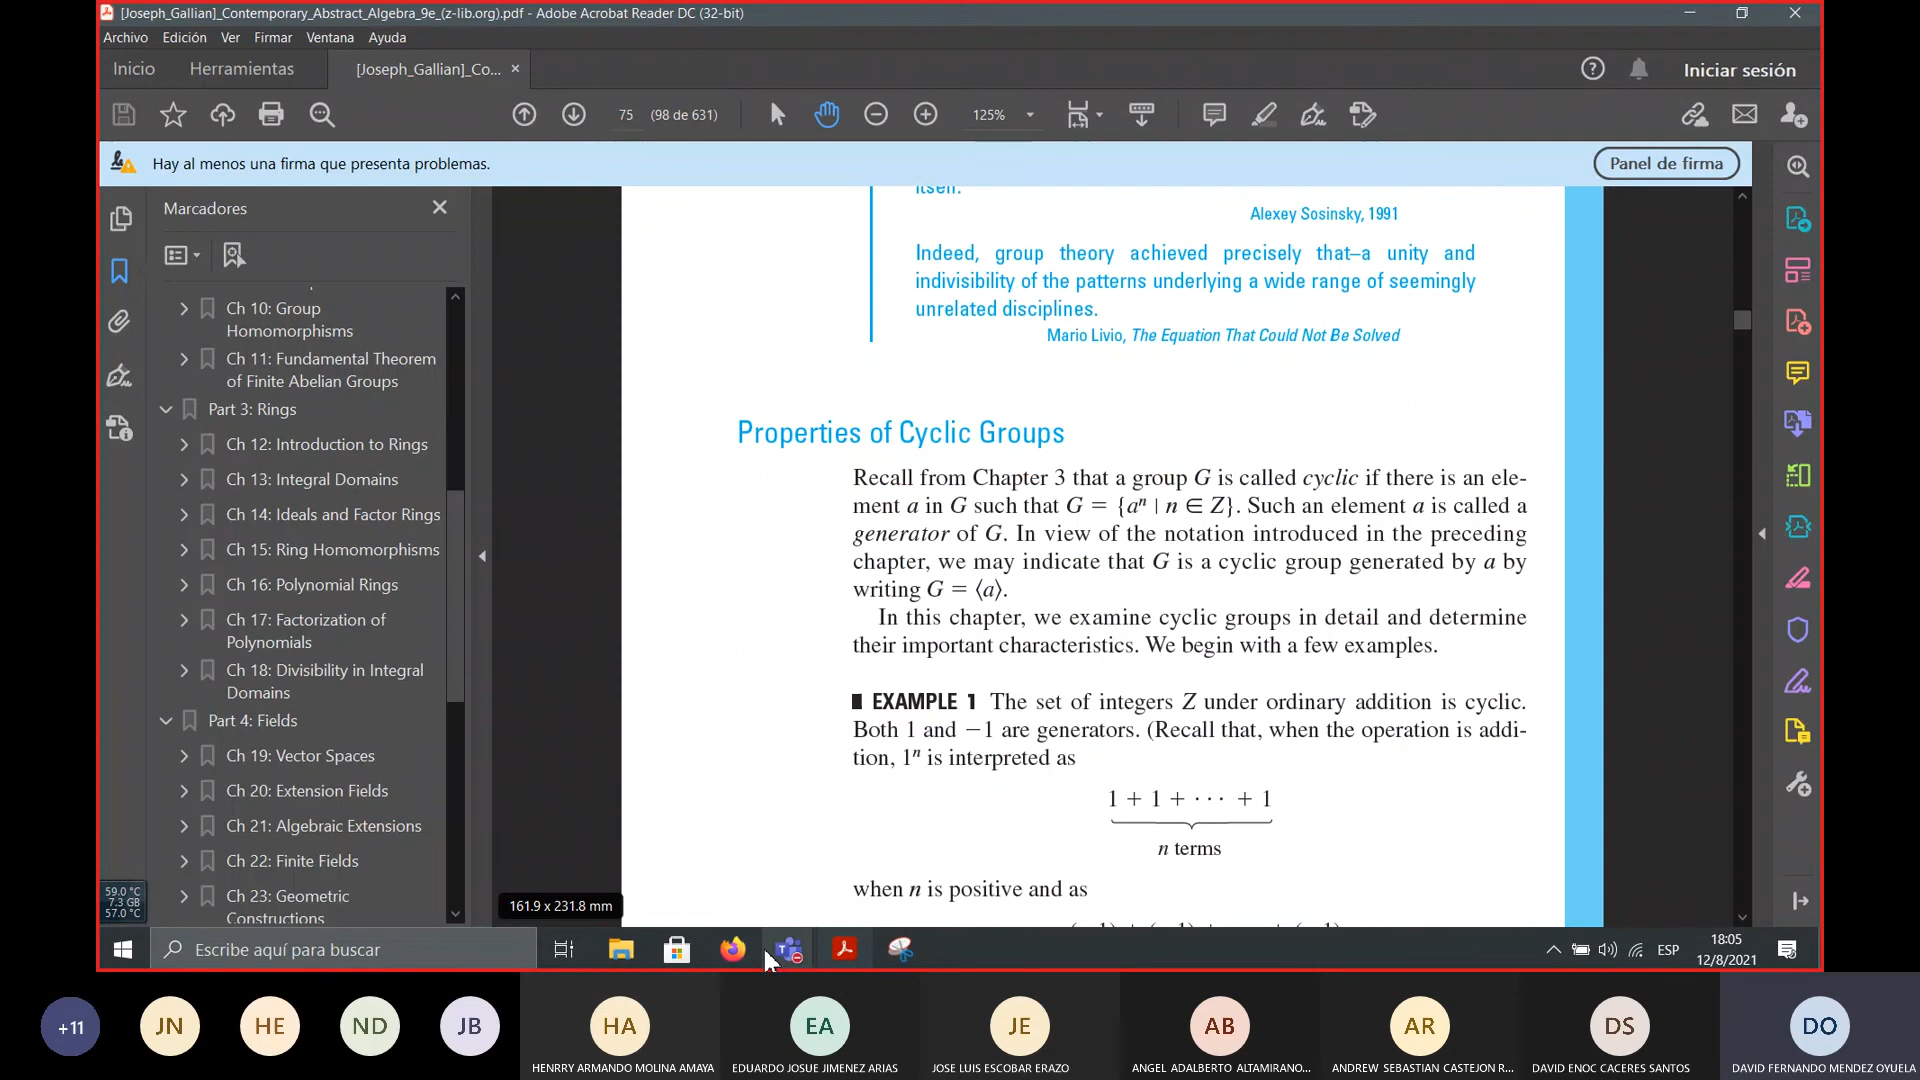 [Joseph_Gallian]_Contemporary_Abstract_Algebra_9e_(z-lib.org).pdf - Adobe Acrobat Reader DC (32-bit)
Archivo Edición Ver Firmar Ventana Ayuda
Inicio Herramientas [Joseph_Gallian]_Co... × Iniciar sesión
75 (98 de 631) 125%
Hay al menos una firma que presenta problemas. Panel de firma
Marcadores
Ch 10: Group
Homomorphisms
Ch 11: Fundamental Theorem
of Finite Abelian Groups
Part 3: Rings
Ch 12: Introduction to Rings
Ch 13: Integral Domains
Ch 14: Ideals and Factor Rings
Ch 15: Ring Homomorphisms
Ch 16: Polynomial Rings
Ch 17: Factorization of
Polynomials
Ch 18: Divisibility in Integral
Domains
Part 4: Fields
Ch 19: Vector Spaces
Ch 20: Extension Fields
Ch 21: Algebraic Extensions
Ch 22: Finite Fields
Ch 23: Geometric
Constructions
itself.
Alexey Sosinsky, 1991
Indeed, group theory achieved precisely that–a unity and
indivisibility of the patterns underlying a wide range of seemingly
unrelated disciplines.
Mario Livio, The Equation That Could Not Be Solved
Properties of Cyclic Groups
Recall from Chapter 3 that a group G is called cyclic if there is an ele-
ment a in G such that G = {aⁿ | n ∈ Z}. Such an element a is called a
generator of G. In view of the notation introduced in the preceding
chapter, we may indicate that G is a cyclic group generated by a by
writing G = ⟨a⟩.
In this chapter, we examine cyclic groups in detail and determine
their important characteristics. We begin with a few examples.
■ EXAMPLE 1 The set of integers Z under ordinary addition is cyclic.
Both 1 and −1 are generators. (Recall that, when the operation is addi-
tion, 1ⁿ is interpreted as
1 + 1 + · · · + 1
n terms
when n is positive and as
59.0 °C
7.3 GB
57.0 °C
161.9 x 231.8 mm
Escribe aquí para buscar
ESP
18:05
12/8/2021
+11 JN HE ND JB HA EA JE AB AR DS DO
HENRRY ARMANDO MOLINA AMAYA EDUARDO JOSUE JIMENEZ ARIAS JOSE LUIS ESCOBAR ERAZO ANGEL ADALBERTO ALTAMIRANO... ANDREW SEBASTIAN CASTEJON R... DAVID ENOC CACERES SANTOS DAVID FERNANDO MENDEZ OYUELA